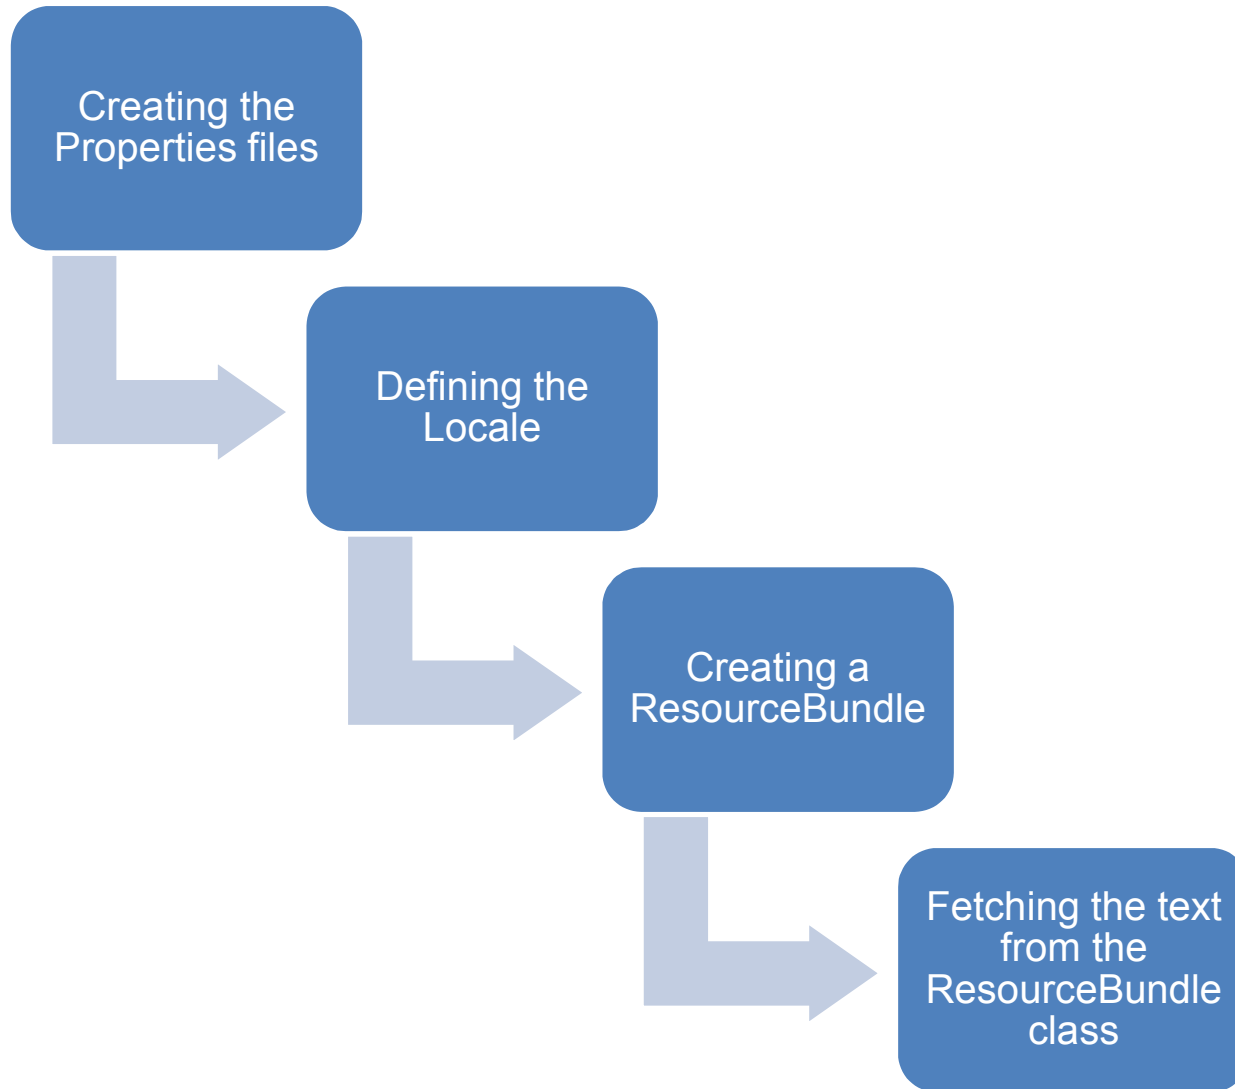 Creating the
Properties files
Defining the
Locale
Creating a
ResourceBundle
Fetching the text
from the
ResourceBundle
class